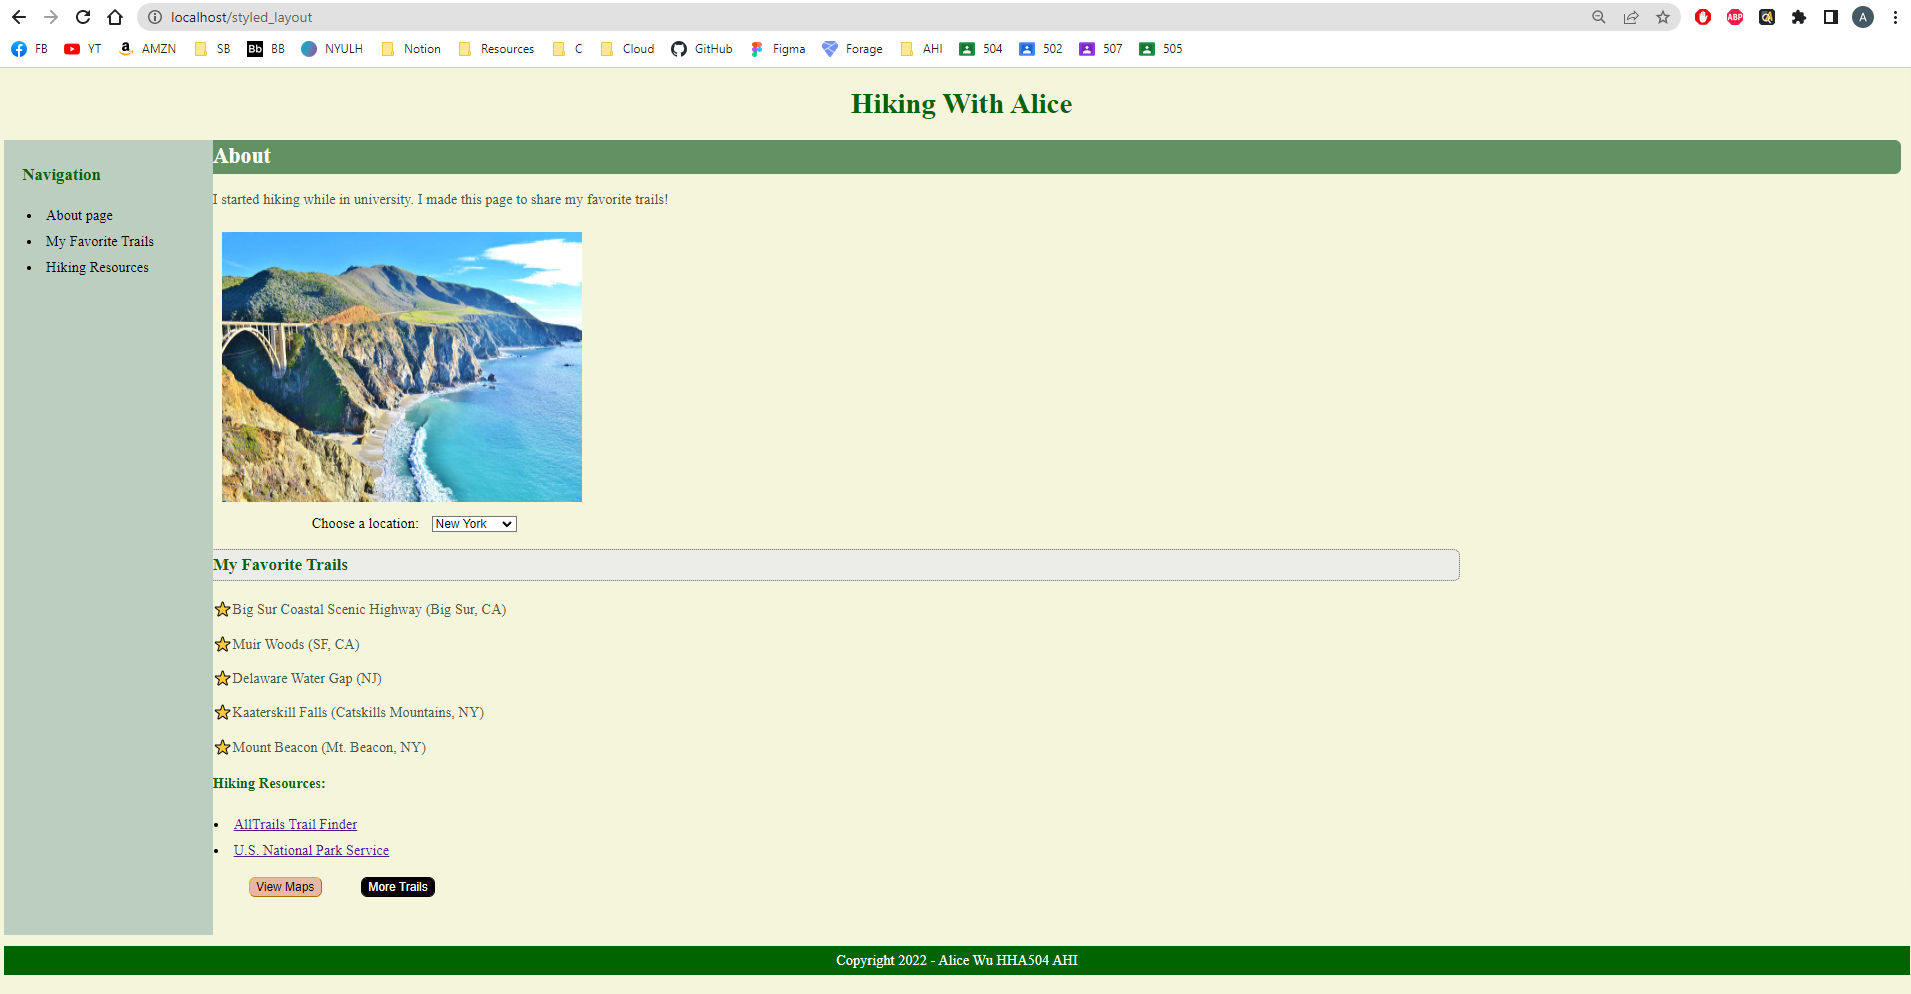 localhost/styled_layout
ABP
A
FB YT AMZN SB Bb BB NYULH Notion Resources C Cloud GitHub Figma Forage AHI 504 502 507 505
Hiking With Alice
Navigation
About page
My Favorite Trails
Hiking Resources
About
I started hiking while in university. I made this page to share my favorite trails!
Choose a location: New York
My Favorite Trails
Big Sur Coastal Scenic Highway (Big Sur, CA)
Muir Woods (SF, CA)
Delaware Water Gap (NJ)
Kaaterskill Falls (Catskills Mountains, NY)
Mount Beacon (Mt. Beacon, NY)
Hiking Resources:
AllTrails Trail Finder
U.S. National Park Service
View Maps More Trails
Copyright 2022 - Alice Wu HHA504 AHI